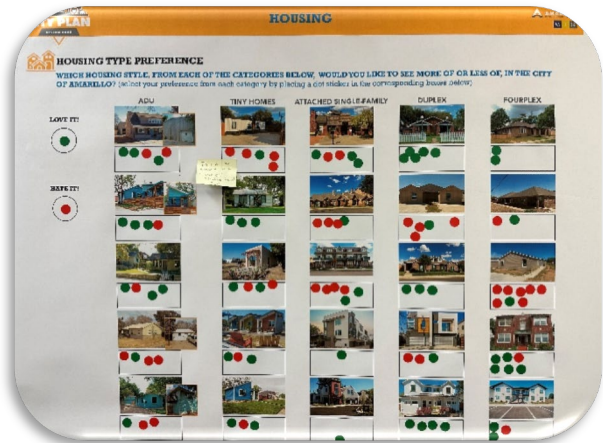 PLAN
HOUSING
HOUSING TYPE PREFERENCE
WHICH HOUSING STYLE, FROM EACH OF THE CATEGORIES BELOW, WOULD YOU LIKE TO SEE MORE OF OR LESS OF, IN THE CITY
OF AMARILLO? (select your preference from each category by placing a dot sticker in the corresponding boxes below)
ADU TINY HOMES ATTACHED SINGLE-FAMILY DUPLEX FOURPLEX
LOVE IT!
HATE IT!